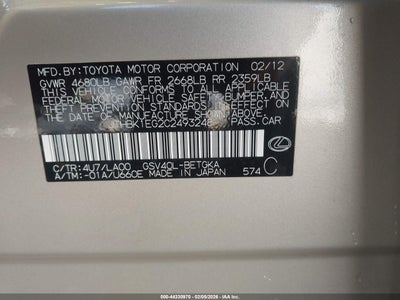 MFD.BY:TOYOTA MOTOR CORPORATION 02/12
GVWR 4680LB GAWR FR 2668LB RR 2359LB
THIS VEHICLE CONFORMS TO ALL APPLICABLE
FEDERAL MOTOR VEHICLE SAFETY, BUMPER, AND
THEFT PREVENTION STANDARDS IN EFFECT ON
THE DATE OF MANUFACTURE SHOWN ABOVE.
BK1EG2C2493246 PASS.CAR
C/TR:4U7/LA00 GSV40L-BETGKA
A/TM:-01A/U660E MADE IN JAPAN 574 C
500-44330970 - 02/05/2026 - IAA Inc.